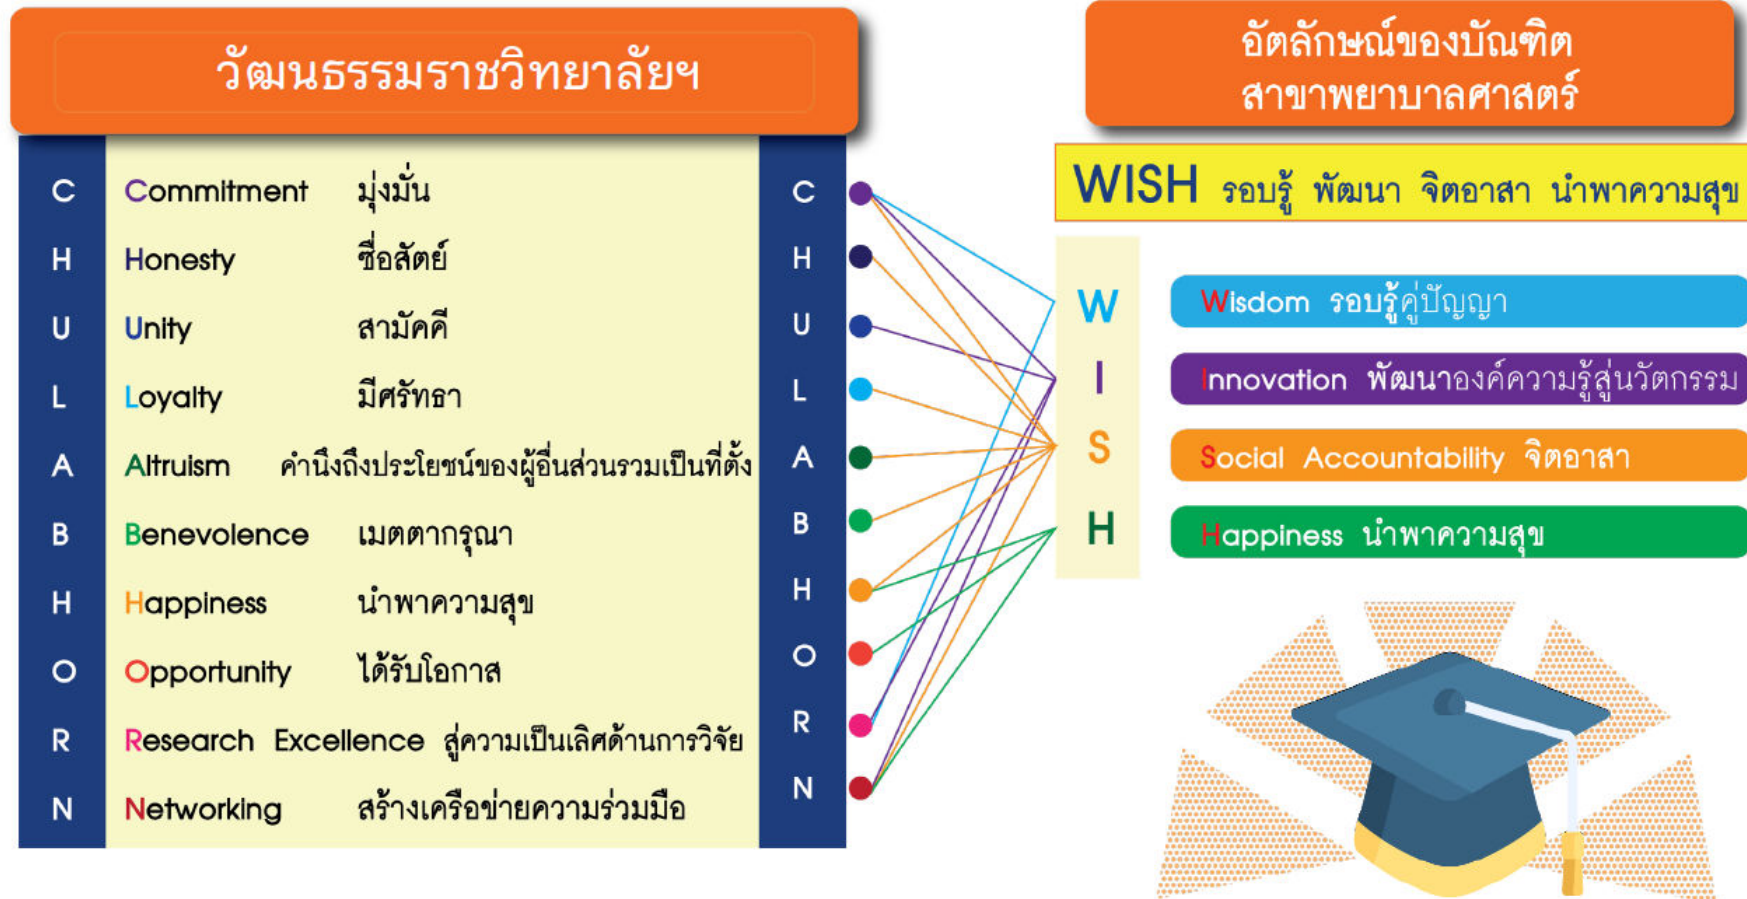 วัฒนธรรมราชวิทยาลัยฯ
C Commitment มุ่งมั่น C
H Honesty ซื่อสัตย์ H
U Unity สามัคคี U
L Loyalty มีศรัทธา L
A Altruism คำนึงถึงประโยชน์ของผู้อื่นส่วนรวมเป็นที่ตั้ง A
B Benevolence เมตตากรุณา B
H Happiness นำพาความสุข H
O Opportunity ได้รับโอกาส O
R Research Excellence สู่ความเป็นเลิศด้านการวิจัย R
N Networking สร้างเครือข่ายความร่วมมือ N
อัตลักษณ์ของบัณฑิต
สาขาพยาบาลศาสตร์
WISH รอบรู้ พัฒนา จิตอาสา นำพาความสุข
W Wisdom รอบรู้คู่ปัญญา
I Innovation พัฒนาองค์ความรู้สู่นวัตกรรม
S Social Accountability จิตอาสา
H Happiness นำพาความสุข